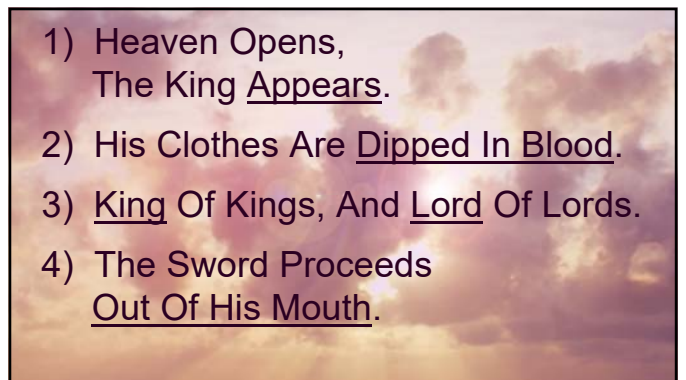 1) Heaven Opens,
The King Appears.
2) His Clothes Are Dipped In Blood.
3) King Of Kings, And Lord Of Lords.
4) The Sword Proceeds
Out Of His Mouth.